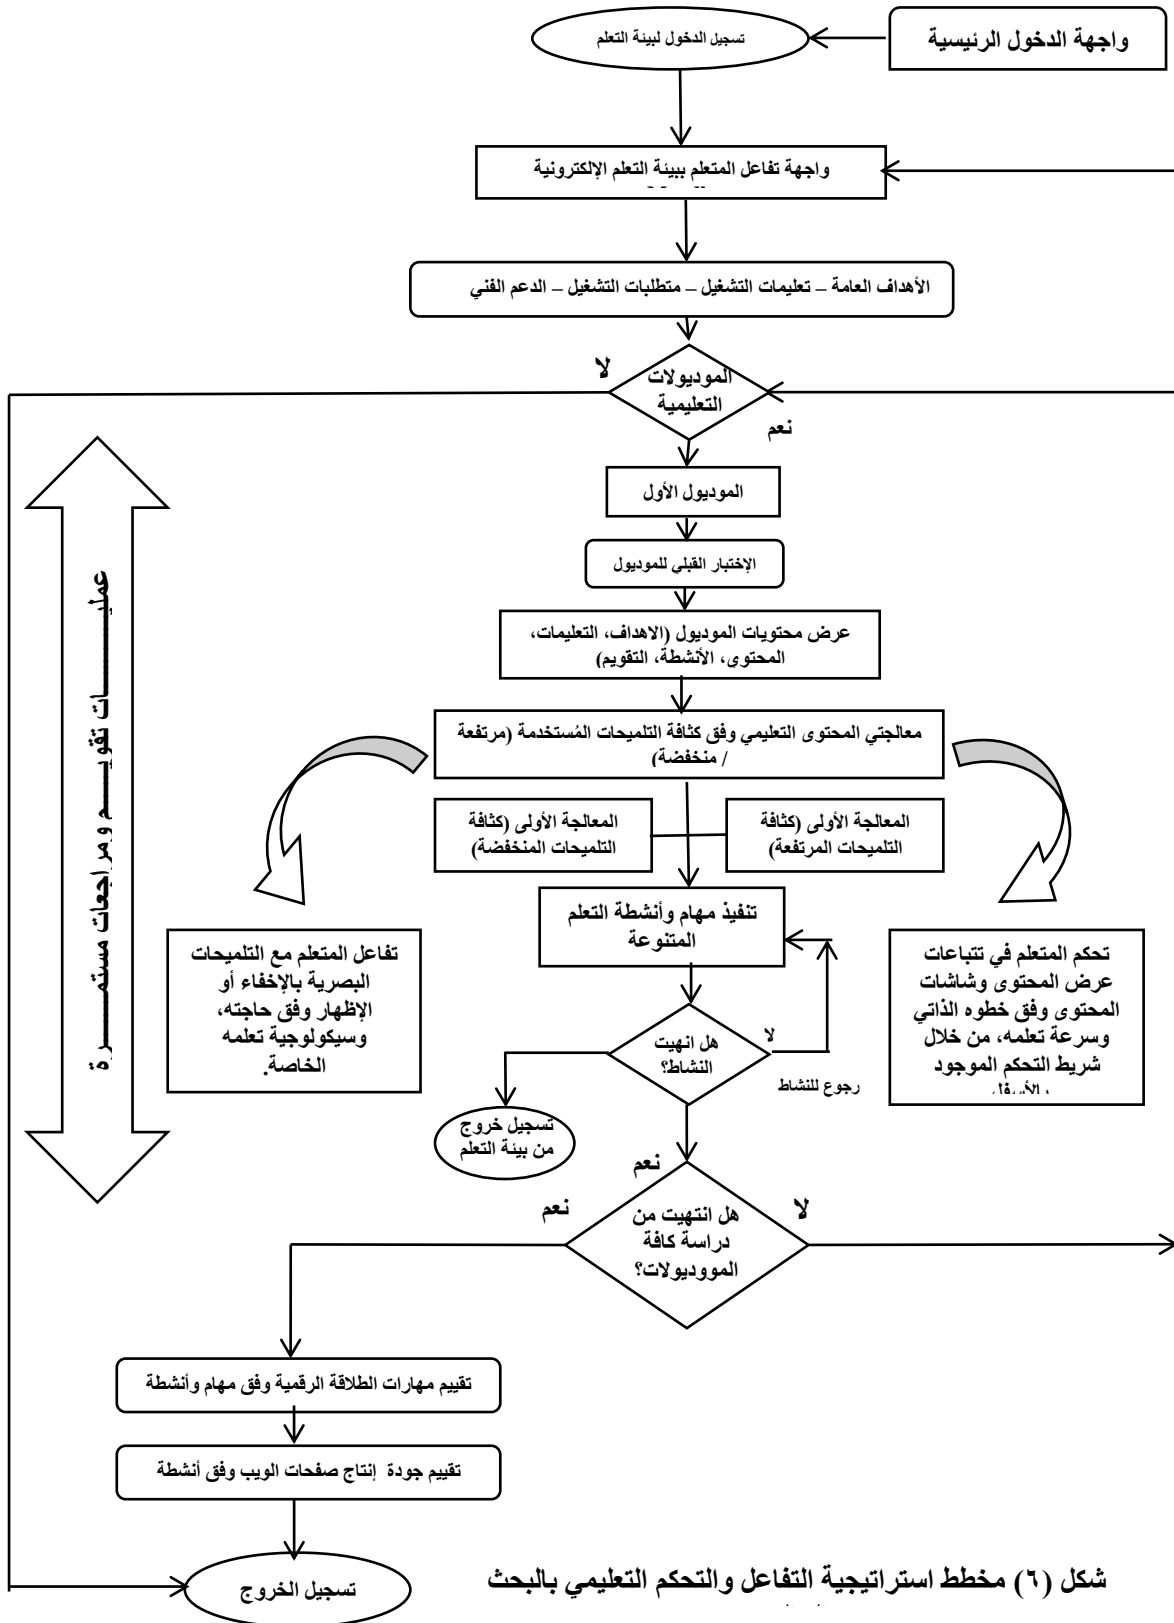 واجهة الدخول الرئيسية
تسجيل الدخول لبيئة التعلم
واجهة تفاعل المتعلم ببيئة التعلم الإلكترونية
الأهداف العامة – تعليمات التشغيل – متطلبات التشغيل – الدعم الفني
لا
الموديولات
التعليمية
نعم
الموديول الأول
الإختبار القبلي للموديول
عرض محتويات الموديول (الاهداف، التعليمات،
المحتوى، الأنشطة، التقويم)
معالجتي المحتوى التعليمي وفق كثافة التلميحات المُستخدمة (مرتفعة
/ منخفضة)
المعالجة الأولى (كثافة
التلميحات المرتفعة)
المعالجة الأولى (كثافة
التلميحات المنخفضة)
تنفيذ مهام وأنشطة التعلم
المتنوعة
تحكم المتعلم في تتباعات
عرض المحتوى وشاشات
المحتوى وفق خطوه الذاتي
وسرعة تعلمه، من خلال
شريط التحكم الموجود
بالأسفل
تفاعل المتعلم مع التلميحات
البصرية بالإخفاء أو
الإظهار وفق حاجته،
وسيكولوجية تعلمه
الخاصة.
عمليـــــات تقويـــم ومراجعات مستمـــرة
هل انهيت
النشاط؟
لا
رجوع للنشاط
تسجيل خروج
من بيئة التعلم
نعم
هل انتهيت من
دراسة كافة
المووديولات؟
لا
نعم
تقييم مهارات الطلاقة الرقمية وفق مهام وأنشطة
تقييم جودة إنتاج صفحات الويب وفق أنشطة
تسجيل الخروج
شكل (٦) مخطط استراتيجية التفاعل والتحكم التعليمي بالبحث